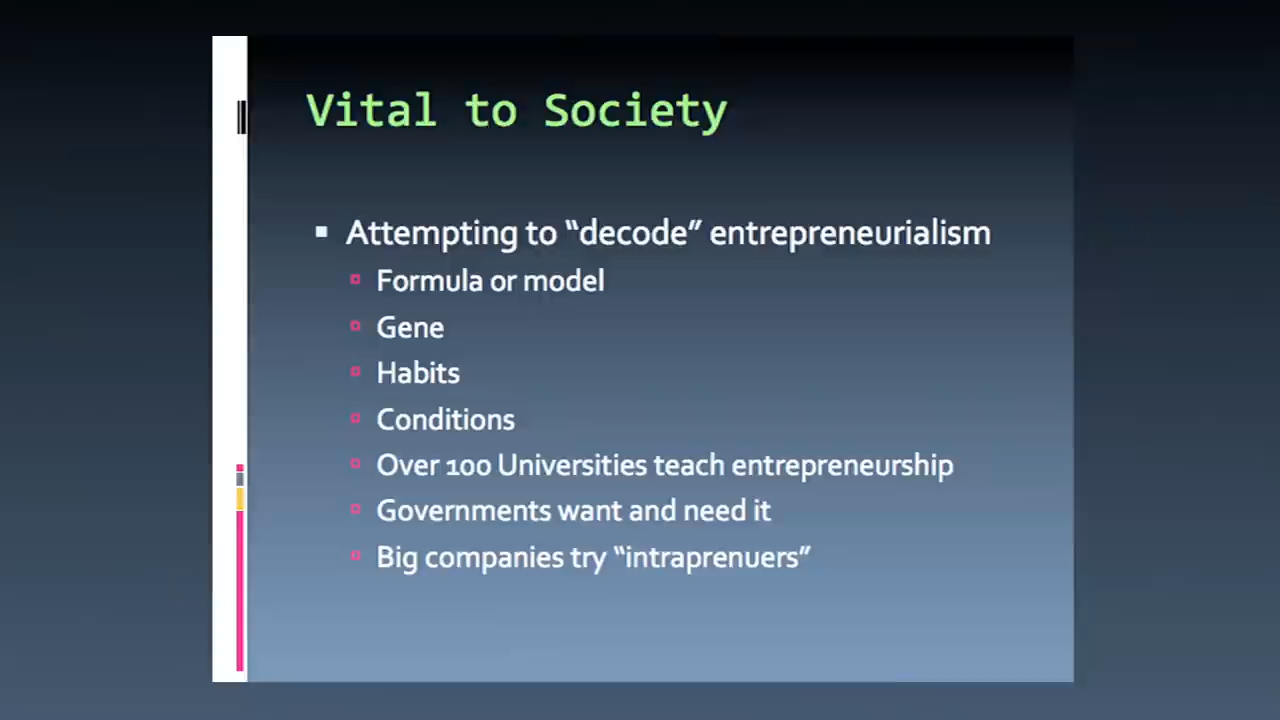 Vital to Society
Attempting to “decode” entrepreneurialism
Formula or model
Gene
Habits
Conditions
Over 100 Universities teach entrepreneurship
Governments want and need it
Big companies try “intraprenuers”